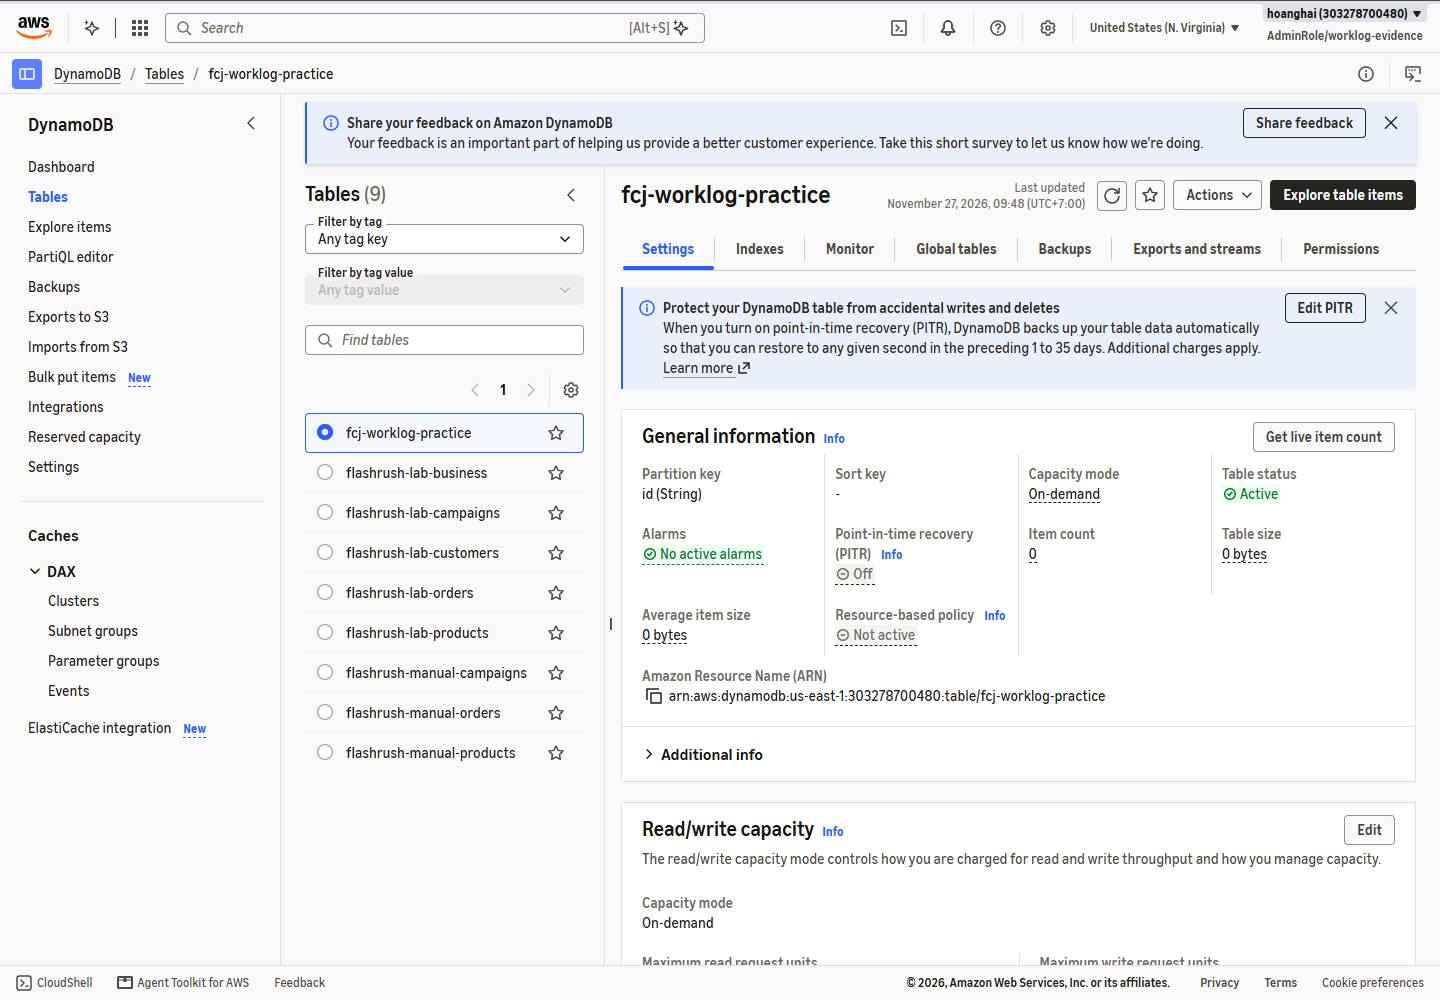 aws
Search
[Alt+S]
United States (N. Virginia)
hoanghai (303278700480)
AdminRole/worklog-evidence
DynamoDB / Tables / fcj-worklog-practice
DynamoDB
Dashboard
Tables
Explore items
PartiQL editor
Backups
Exports to S3
Imports from S3
Bulk put items New
Integrations
Reserved capacity
Settings
Caches
DAX
Clusters
Subnet groups
Parameter groups
Events
ElastiCache integration New
Share your feedback on Amazon DynamoDB
Your feedback is an important part of helping us provide a better customer experience. Take this short survey to let us know how we're doing.
Share feedback
Tables (9)
Filter by tag
Any tag key
Filter by tag value
Any tag value
Find tables
1
fcj-worklog-practice
flashrush-lab-business
flashrush-lab-campaigns
flashrush-lab-customers
flashrush-lab-orders
flashrush-lab-products
flashrush-manual-campaigns
flashrush-manual-orders
flashrush-manual-products
fcj-worklog-practice
Last updated
November 27, 2026, 09:48 (UTC+7:00)
Actions
Explore table items
Settings
Indexes
Monitor
Global tables
Backups
Exports and streams
Permissions
Protect your DynamoDB table from accidental writes and deletes
When you turn on point-in-time recovery (PITR), DynamoDB backs up your table data automatically
so that you can restore to any given second in the preceding 1 to 35 days. Additional charges apply.
Learn more
Edit PITR
General information Info
Get live item count
Partition key
id (String)
Sort key
-
Capacity mode
On-demand
Table status
Active
Alarms
No active alarms
Point-in-time recovery
(PITR) Info
Off
Item count
0
Table size
0 bytes
Average item size
0 bytes
Resource-based policy Info
Not active
Amazon Resource Name (ARN)
arn:aws:dynamodb:us-east-1:303278700480:table/fcj-worklog-practice
Additional info
Read/write capacity Info
Edit
The read/write capacity mode controls how you are charged for read and write throughput and how you manage capacity.
Capacity mode
On-demand
Maximum read request units
Maximum write request units
CloudShell
Agent Toolkit for AWS
Feedback
© 2026, Amazon Web Services, Inc. or its affiliates.
Privacy
Terms
Cookie preferences